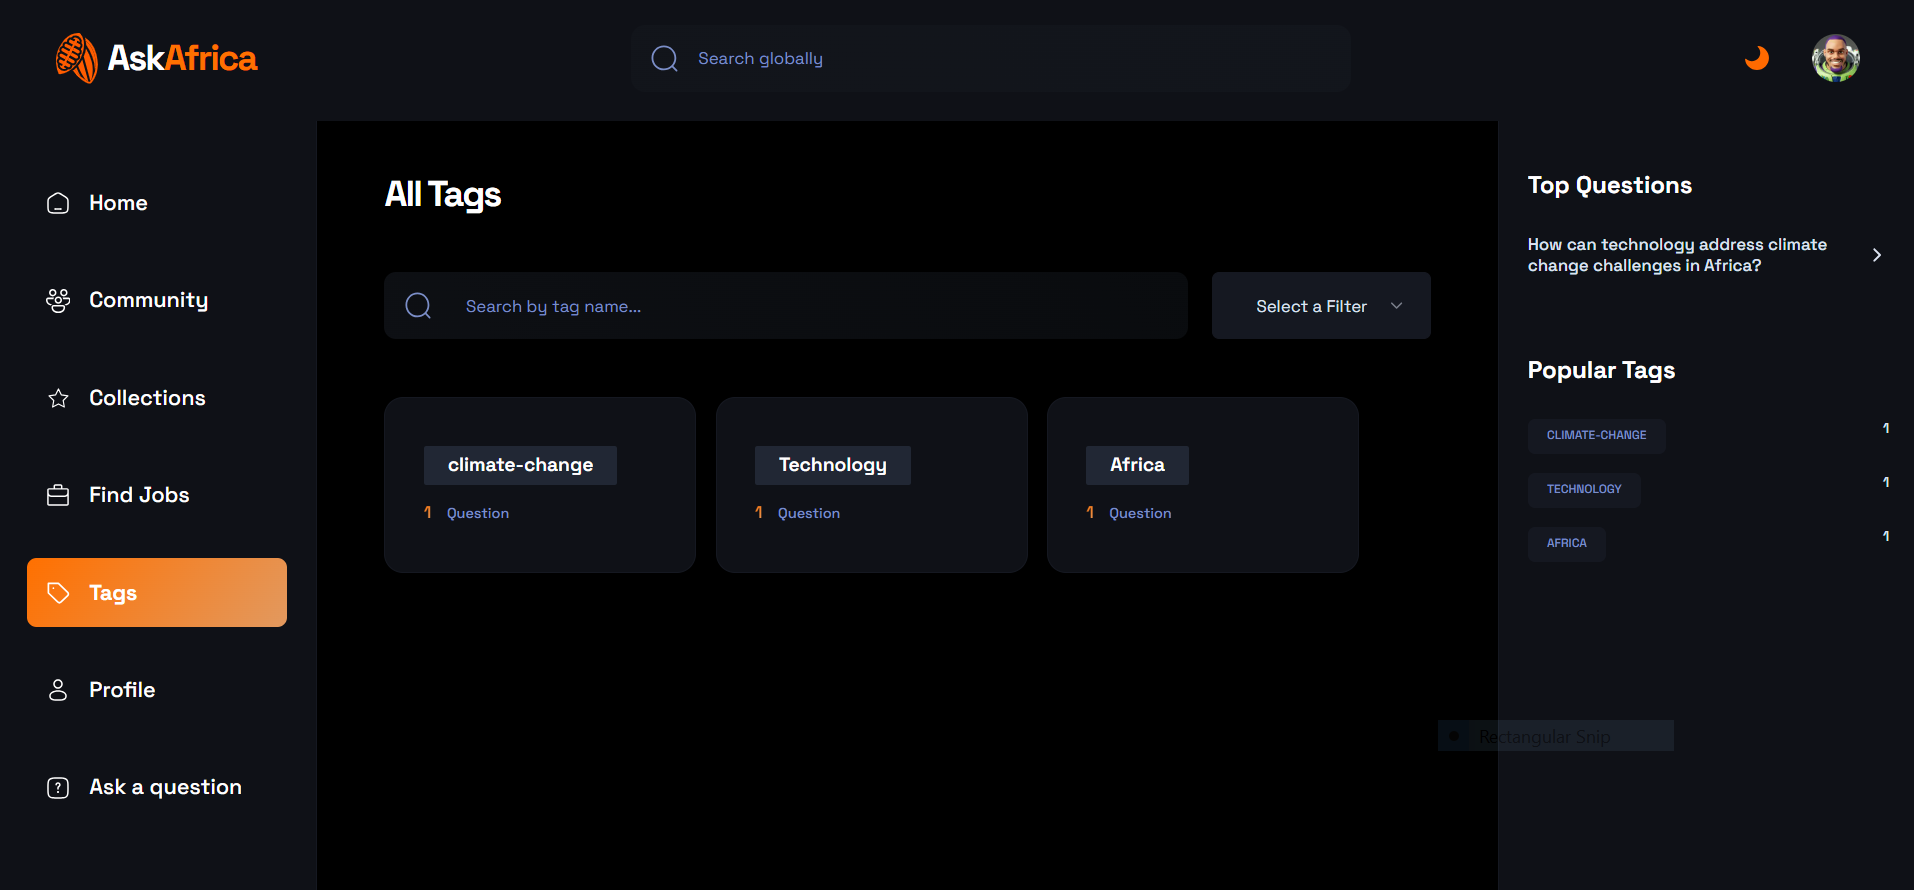 AskAfrica
Search globally
Home
Community
Collections
Find Jobs
Tags
Profile
Ask a question
All Tags
Search by tag name...
Select a Filter
climate-change
1 Question
Technology
1 Question
Africa
1 Question
Top Questions
How can technology address climate
change challenges in Africa?
Popular Tags
CLIMATE-CHANGE 1
TECHNOLOGY 1
AFRICA 1
Rectangular Snip